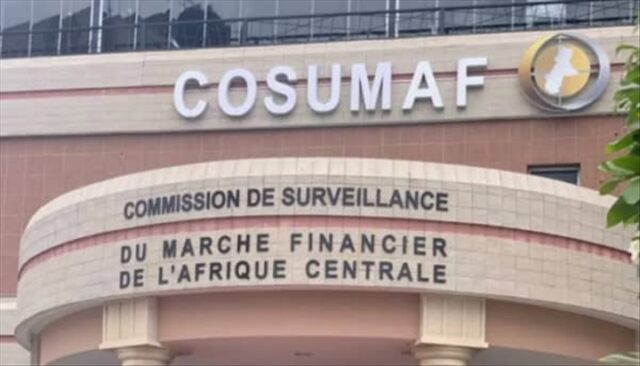 COSUMAF
COMMISSION DE SURVEILLANCE
DU MARCHE FINANCIER
DE L'AFRIQUE CENTRALE